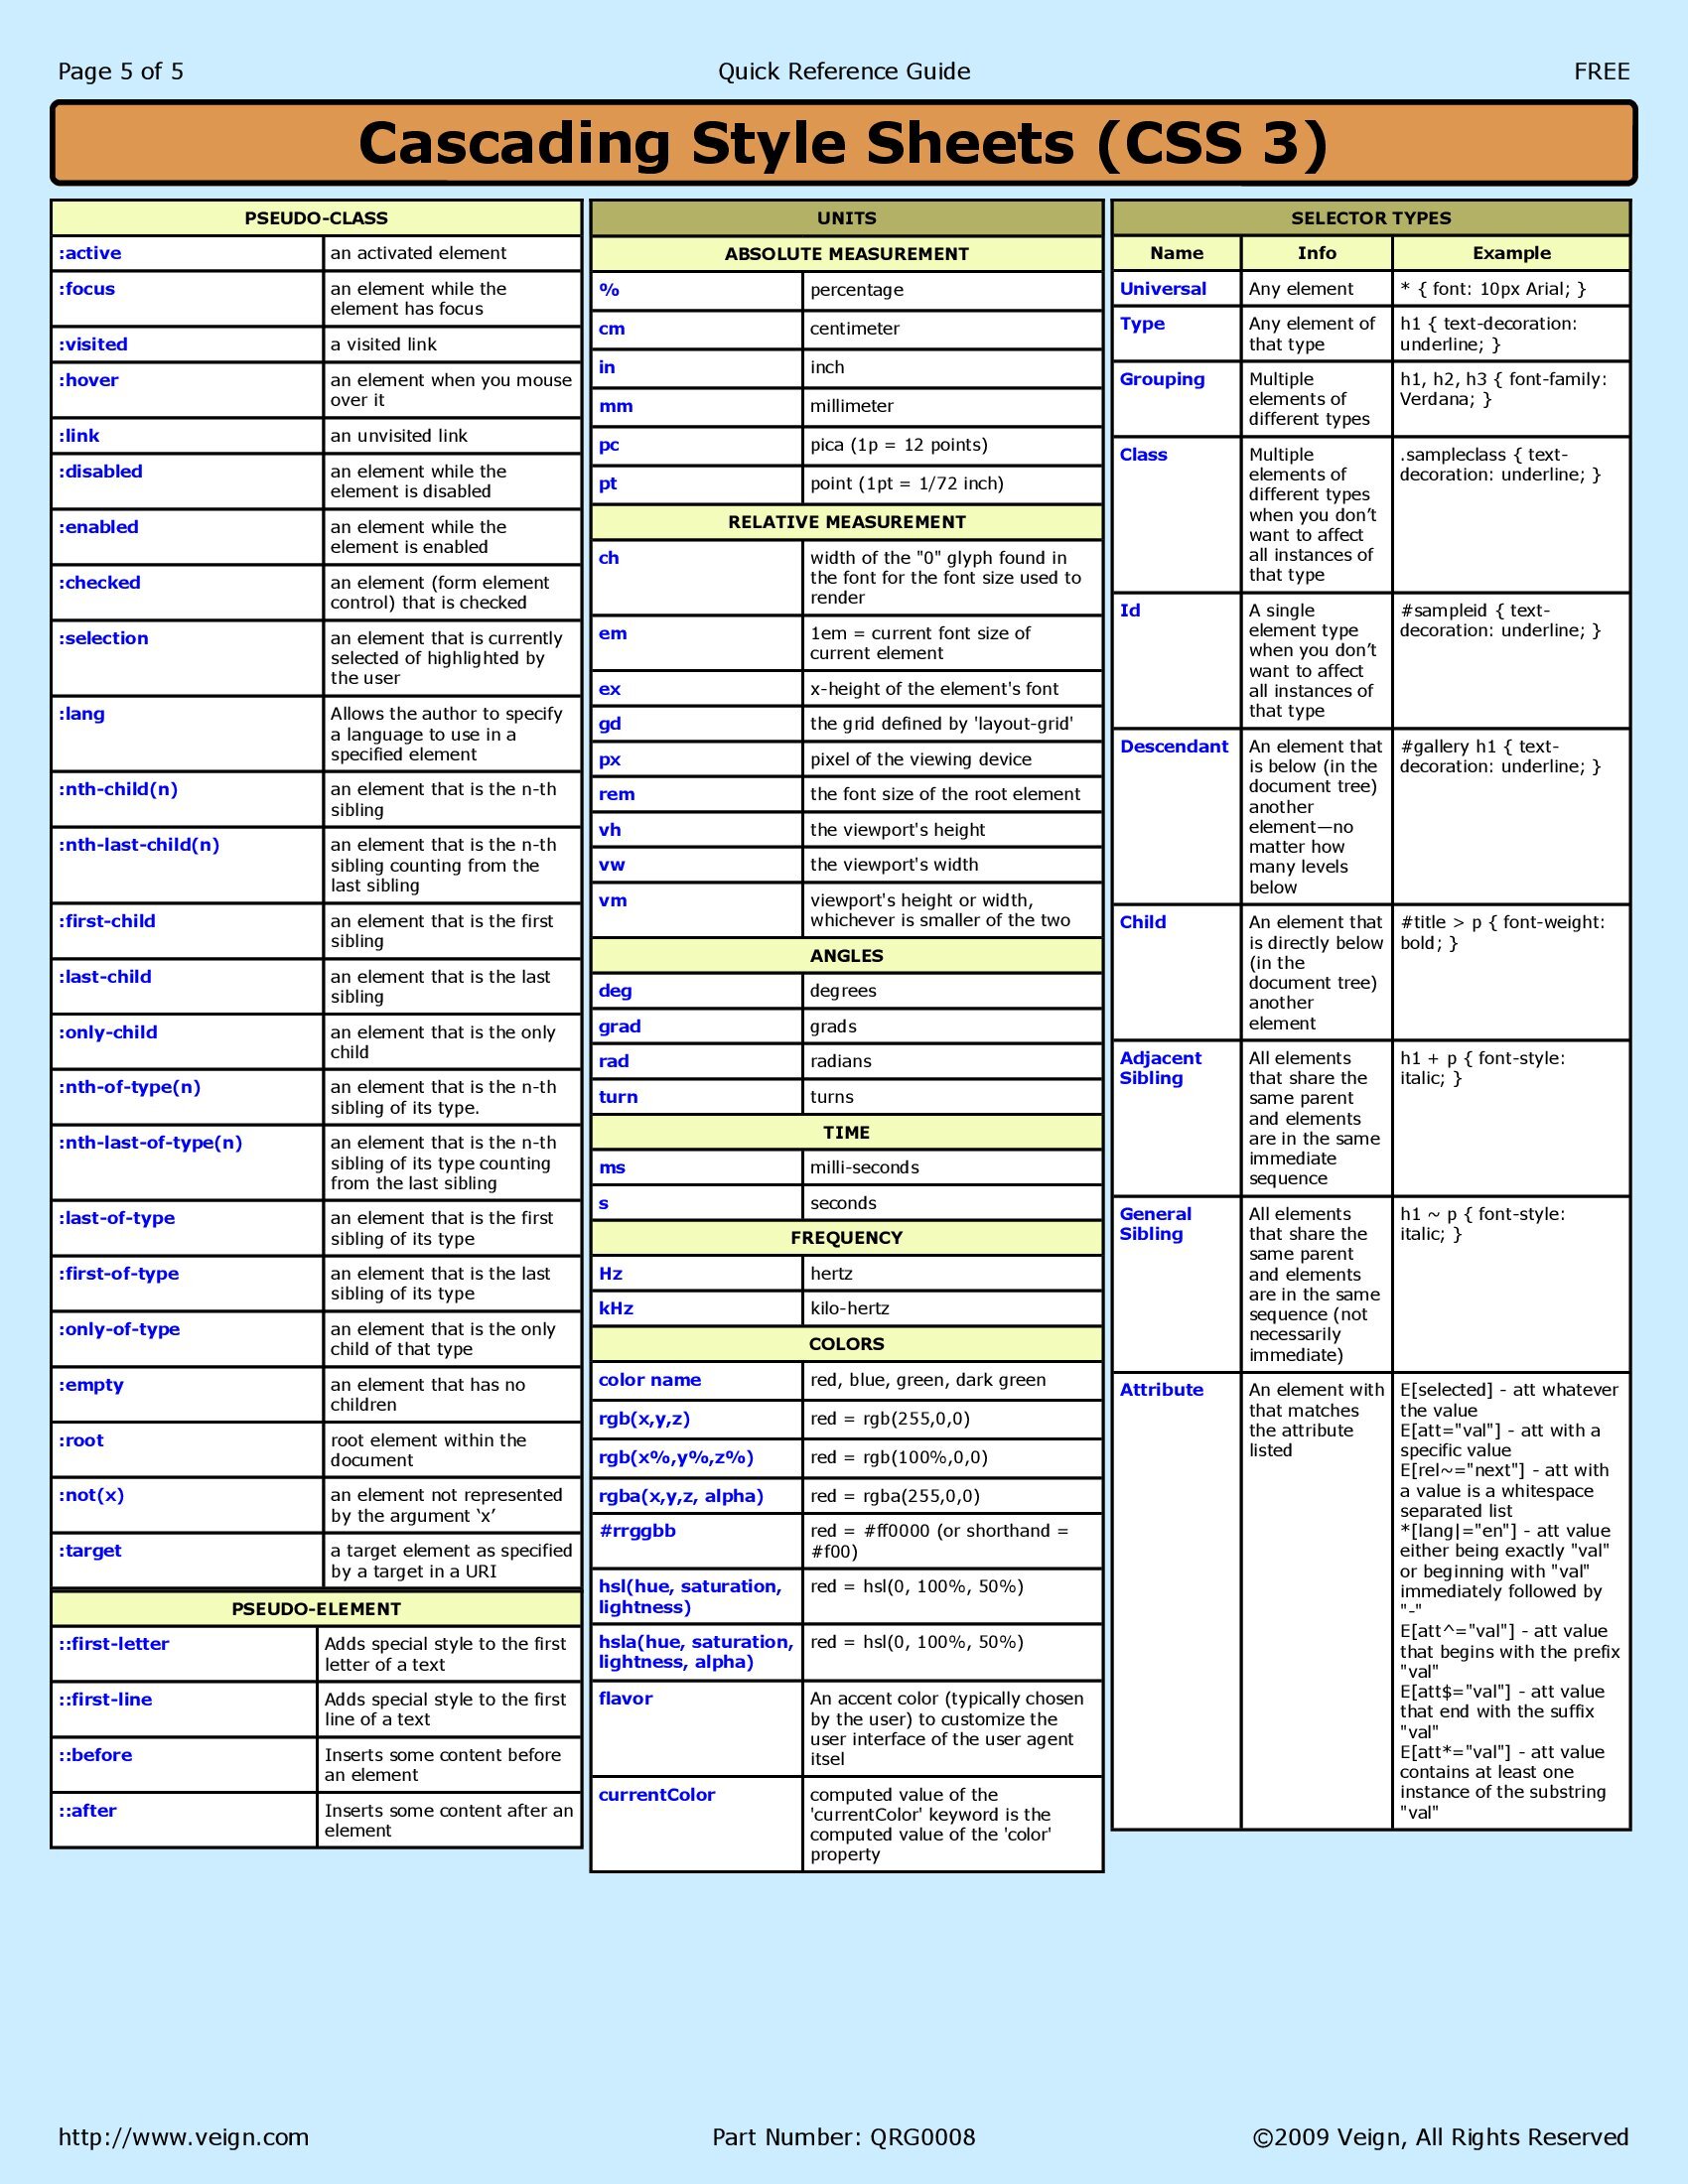 Page 5 of 5
Quick Reference Guide
FREE
Cascading Style Sheets (CSS 3)
PSEUDO-CLASS
:active
an activated element
:focus
an element while the
element has focus
:visited
a visited link
:hover
an element when you mouse
over it
:link
an unvisited link
:disabled
an element while the
element is disabled
:enabled
an element while the
element is enabled
:checked
an element (form element
control) that is checked
:selection
an element that is currently
selected of highlighted by
the user
:lang
Allows the author to specify
a language to use in a
specified element
:nth-child(n)
an element that is the n-th
sibling
:nth-last-child(n)
an element that is the n-th
sibling counting from the
last sibling
:first-child
an element that is the first
sibling
:last-child
an element that is the last
sibling
:only-child
an element that is the only
child
:nth-of-type(n)
an element that is the n-th
sibling of its type.
:nth-last-of-type(n)
an element that is the n-th
sibling of its type counting
from the last sibling
:last-of-type
an element that is the first
sibling of its type
:first-of-type
an element that is the last
sibling of its type
:only-of-type
an element that is the only
child of that type
:empty
an element that has no
children
:root
root element within the
document
:not(x)
an element not represented
by the argument ‘x’
:target
a target element as specified
by a target in a URI
PSEUDO-ELEMENT
::first-letter
Adds special style to the first
letter of a text
::first-line
Adds special style to the first
line of a text
::before
Inserts some content before
an element
::after
Inserts some content after an
element
UNITS
ABSOLUTE MEASUREMENT
%
percentage
cm
centimeter
in
inch
mm
millimeter
pc
pica (1p = 12 points)
pt
point (1pt = 1/72 inch)
RELATIVE MEASUREMENT
ch
width of the "0" glyph found in
the font for the font size used to
render
em
1em = current font size of
current element
ex
x-height of the element's font
gd
the grid defined by 'layout-grid'
px
pixel of the viewing device
rem
the font size of the root element
vh
the viewport's height
vw
the viewport's width
vm
viewport's height or width,
whichever is smaller of the two
ANGLES
deg
degrees
grad
grads
rad
radians
turn
turns
TIME
ms
milli-seconds
s
seconds
FREQUENCY
Hz
hertz
kHz
kilo-hertz
COLORS
color name
red, blue, green, dark green
rgb(x,y,z)
red = rgb(255,0,0)
rgb(x%,y%,z%)
red = rgb(100%,0,0)
rgba(x,y,z, alpha)
red = rgba(255,0,0)
#rrggbb
red = #ff0000 (or shorthand =
#f00)
hsl(hue, saturation,
lightness)
red = hsl(0, 100%, 50%)
hsla(hue, saturation,
lightness, alpha)
red = hsl(0, 100%, 50%)
flavor
An accent color (typically chosen
by the user) to customize the
user interface of the user agent
itsel
currentColor
computed value of the
'currentColor' keyword is the
computed value of the 'color'
property
SELECTOR TYPES
Name
Info
Example
Universal
Any element
* { font: 10px Arial; }
Type
Any element of
that type
h1 { text-decoration:
underline; }
Grouping
Multiple
elements of
different types
h1, h2, h3 { font-family:
Verdana; }
Class
Multiple
elements of
different types
when you don’t
want to affect
all instances of
that type
.sampleclass { text-
decoration: underline; }
Id
A single
element type
when you don’t
want to affect
all instances of
that type
#sampleid { text-
decoration: underline; }
Descendant
An element that
is below (in the
document tree)
another
element—no
matter how
many levels
below
#gallery h1 { text-
decoration: underline; }
Child
An element that
is directly below
(in the
document tree)
another
element
#title > p { font-weight:
bold; }
Adjacent
Sibling
All elements
that share the
same parent
and elements
are in the same
immediate
sequence
h1 + p { font-style:
italic; }
General
Sibling
All elements
that share the
same parent
and elements
are in the same
sequence (not
necessarily
immediate)
h1 ~ p { font-style:
italic; }
Attribute
An element with
that matches
the attribute
listed
E[selected] - att whatever
the value
E[att="val"] - att with a
specific value
E[rel~="next"] - att with
a value is a whitespace
separated list
*[lang|="en"] - att value
either being exactly "val"
or beginning with "val"
immediately followed by
"-"
E[att^="val"] - att value
that begins with the prefix
"val"
E[att$="val"] - att value
that end with the suffix
"val"
E[att*="val"] - att value
contains at least one
instance of the substring
"val"
http://www.veign.com
Part Number: QRG0008
©2009 Veign, All Rights Reserved